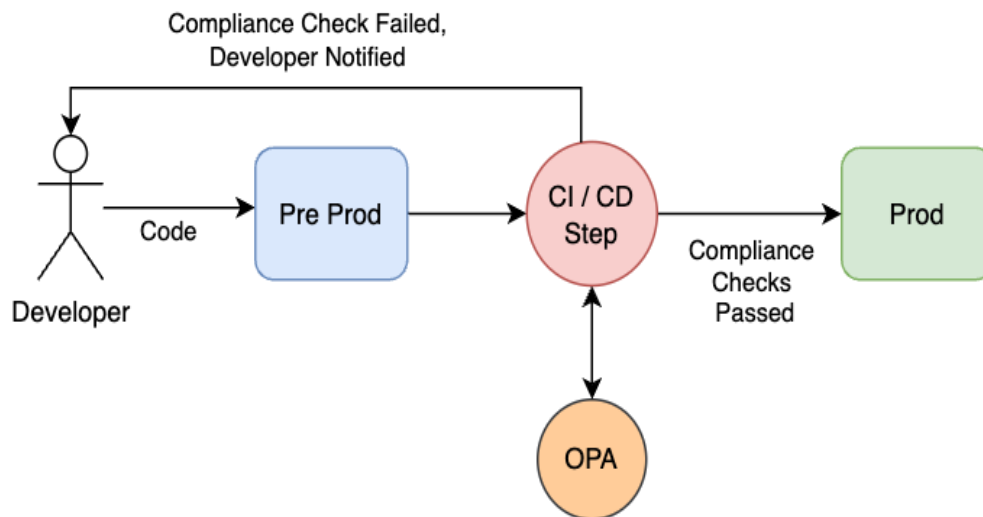 Compliance Check Failed,
Developer Notified
Code
Pre Prod
CI / CD
Step
Prod
Compliance
Checks
Passed
Developer
OPA